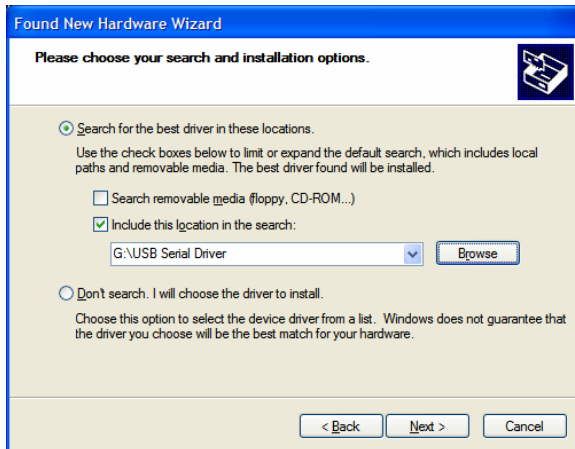 Found New Hardware Wizard
Please choose your search and installation options.
Search for the best driver in these locations.
Use the check boxes below to limit or expand the default search, which includes local
paths and removable media. The best driver found will be installed.
Search removable media (floppy, CD-ROM...)
Include this location in the search:
G:\USB Serial Driver
Browse
Don't search. I will choose the driver to install.
Choose this option to select the device driver from a list. Windows does not guarantee that
the driver you choose will be the best match for your hardware.
< Back Next > Cancel